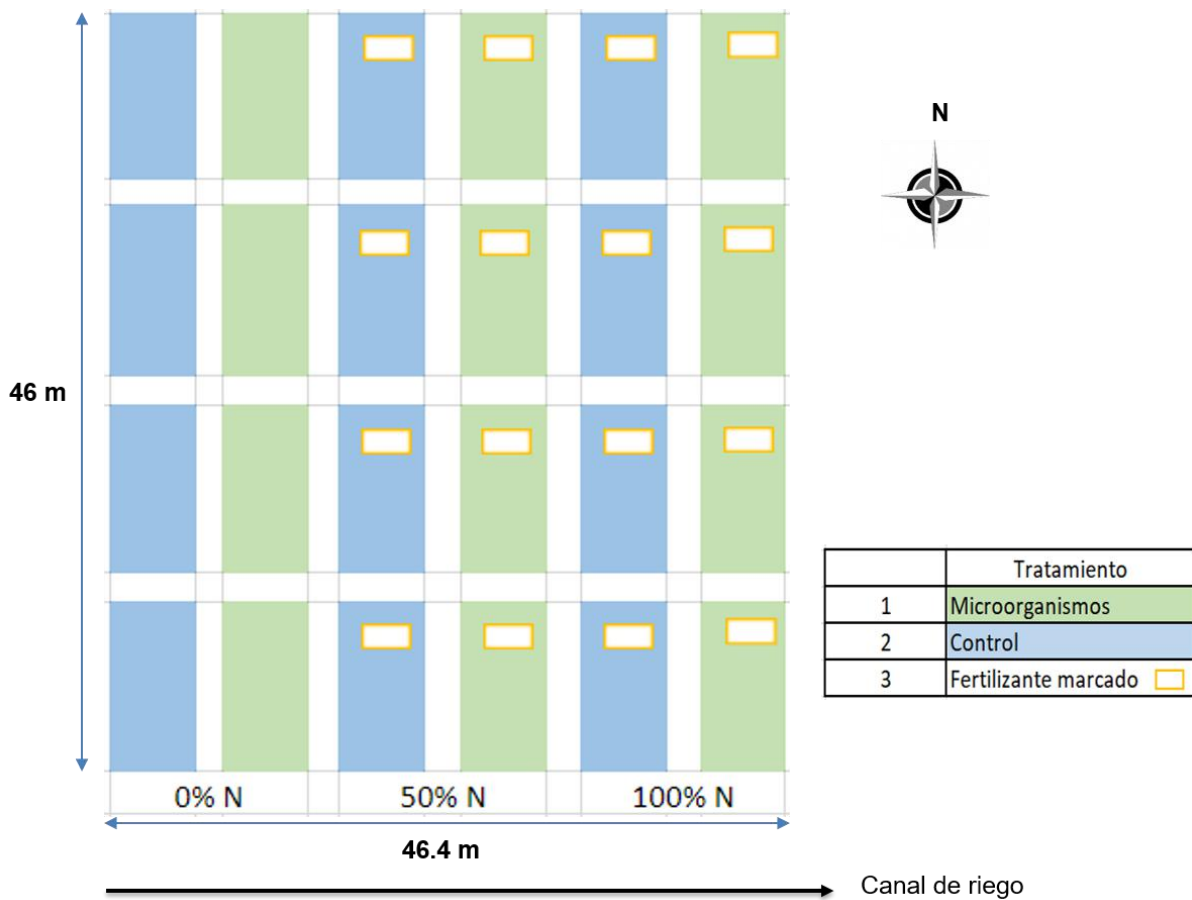 N
46 m
Tratamiento
1 Microorganismos
2 Control
3 Fertilizante marcado
0% N 50% N 100% N
46.4 m
Canal de riego